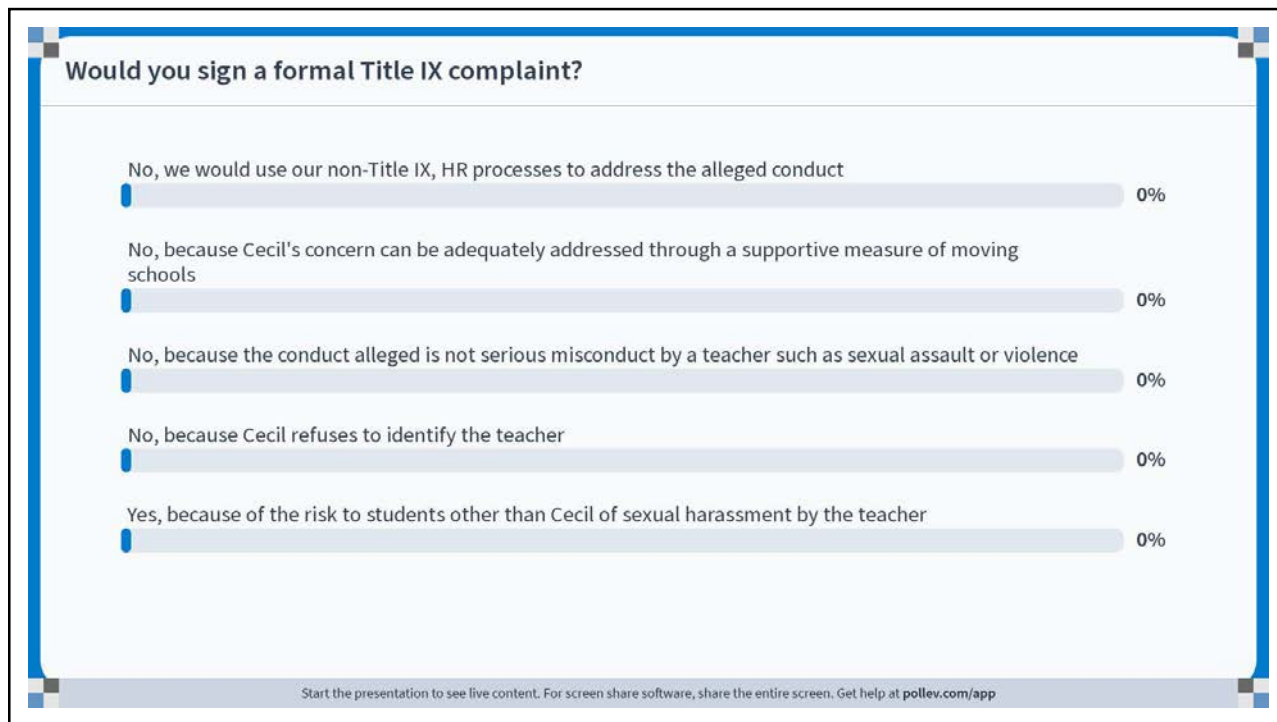 Would you sign a formal Title IX complaint?
No, we would use our non-Title IX, HR processes to address the alleged conduct
0%
No, because Cecil's concern can be adequately addressed through a supportive measure of moving
schools
0%
No, because the conduct alleged is not serious misconduct by a teacher such as sexual assault or violence
0%
No, because Cecil refuses to identify the teacher
0%
Yes, because of the risk to students other than Cecil of sexual harassment by the teacher
0%
Start the presentation to see live content. For screen share software, share the entire screen. Get help at pollev.com/app